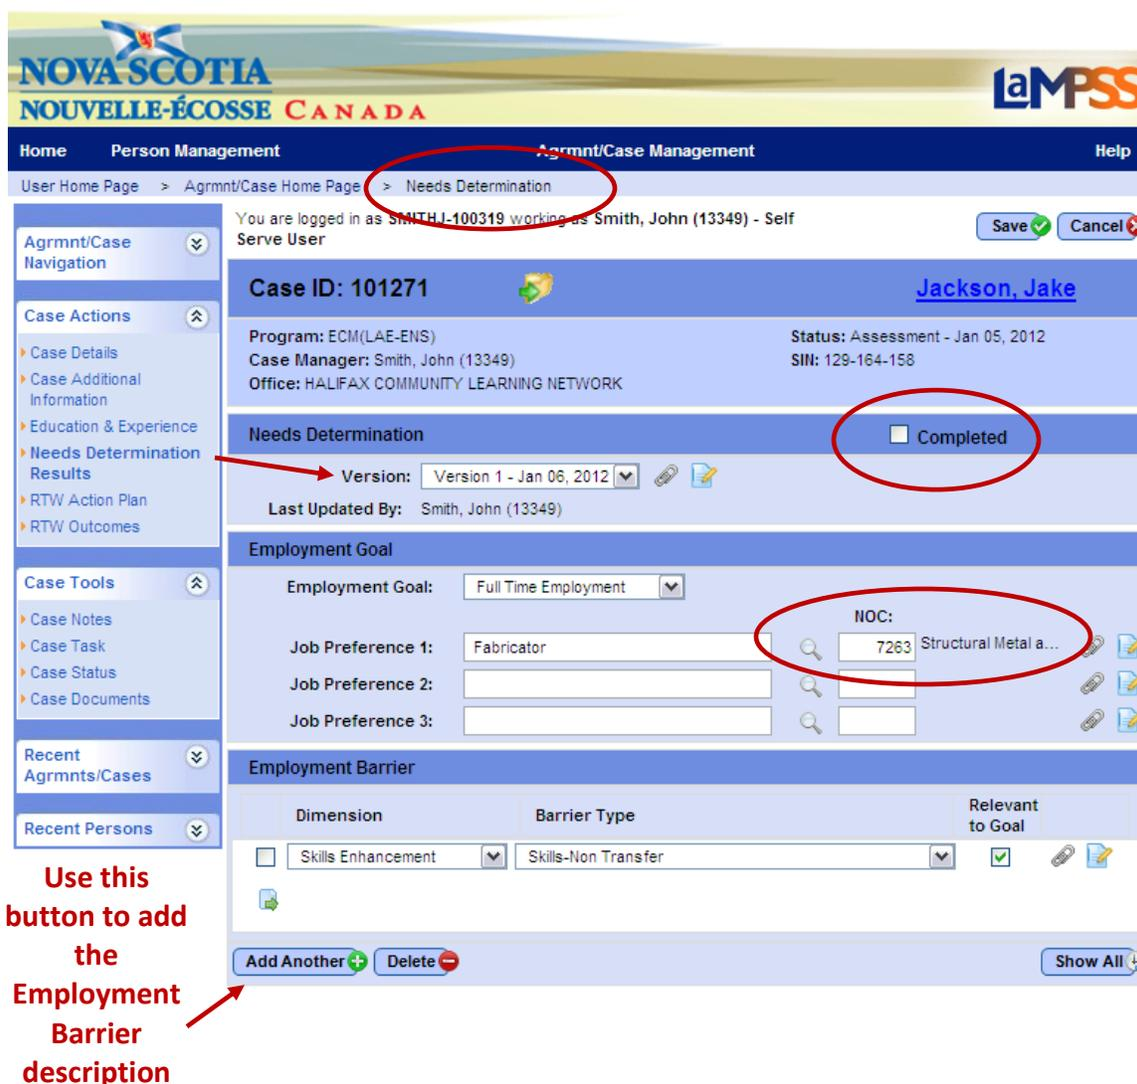 NOVA SCOTIA
NOUVELLE-ÉCOSSE CANADA
LaMPSS
Home Person Management Agrmnt/Case Management Help
User Home Page > Agrmnt/Case Home Page > Needs Determination
You are logged in as SMITHJ-100319 working as Smith, John (13349) - Self
Serve User
Save Cancel
Agrmnt/Case
Navigation
Case Actions
Case Details
Case Additional
Information
Education & Experience
Needs Determination
Results
RTW Action Plan
RTW Outcomes
Case Tools
Case Notes
Case Task
Case Status
Case Documents
Recent
Agrmnts/Cases
Recent Persons
Use this
button to add
the
Employment
Barrier
description
Case ID: 101271 Jackson, Jake
Program: ECM(LAE-ENS) Status: Assessment - Jan 05, 2012
Case Manager: Smith, John (13349) SIN: 129-164-158
Office: HALIFAX COMMUNITY LEARNING NETWORK
Needs Determination Completed
Version: Version 1 - Jan 06, 2012
Last Updated By: Smith, John (13349)
Employment Goal
Employment Goal: Full Time Employment
NOC:
Job Preference 1: Fabricator 7263 Structural Metal a...
Job Preference 2:
Job Preference 3:
Employment Barrier
Dimension Barrier Type Relevant
to Goal
Skills Enhancement Skills-Non Transfer
Add Another Delete Show All